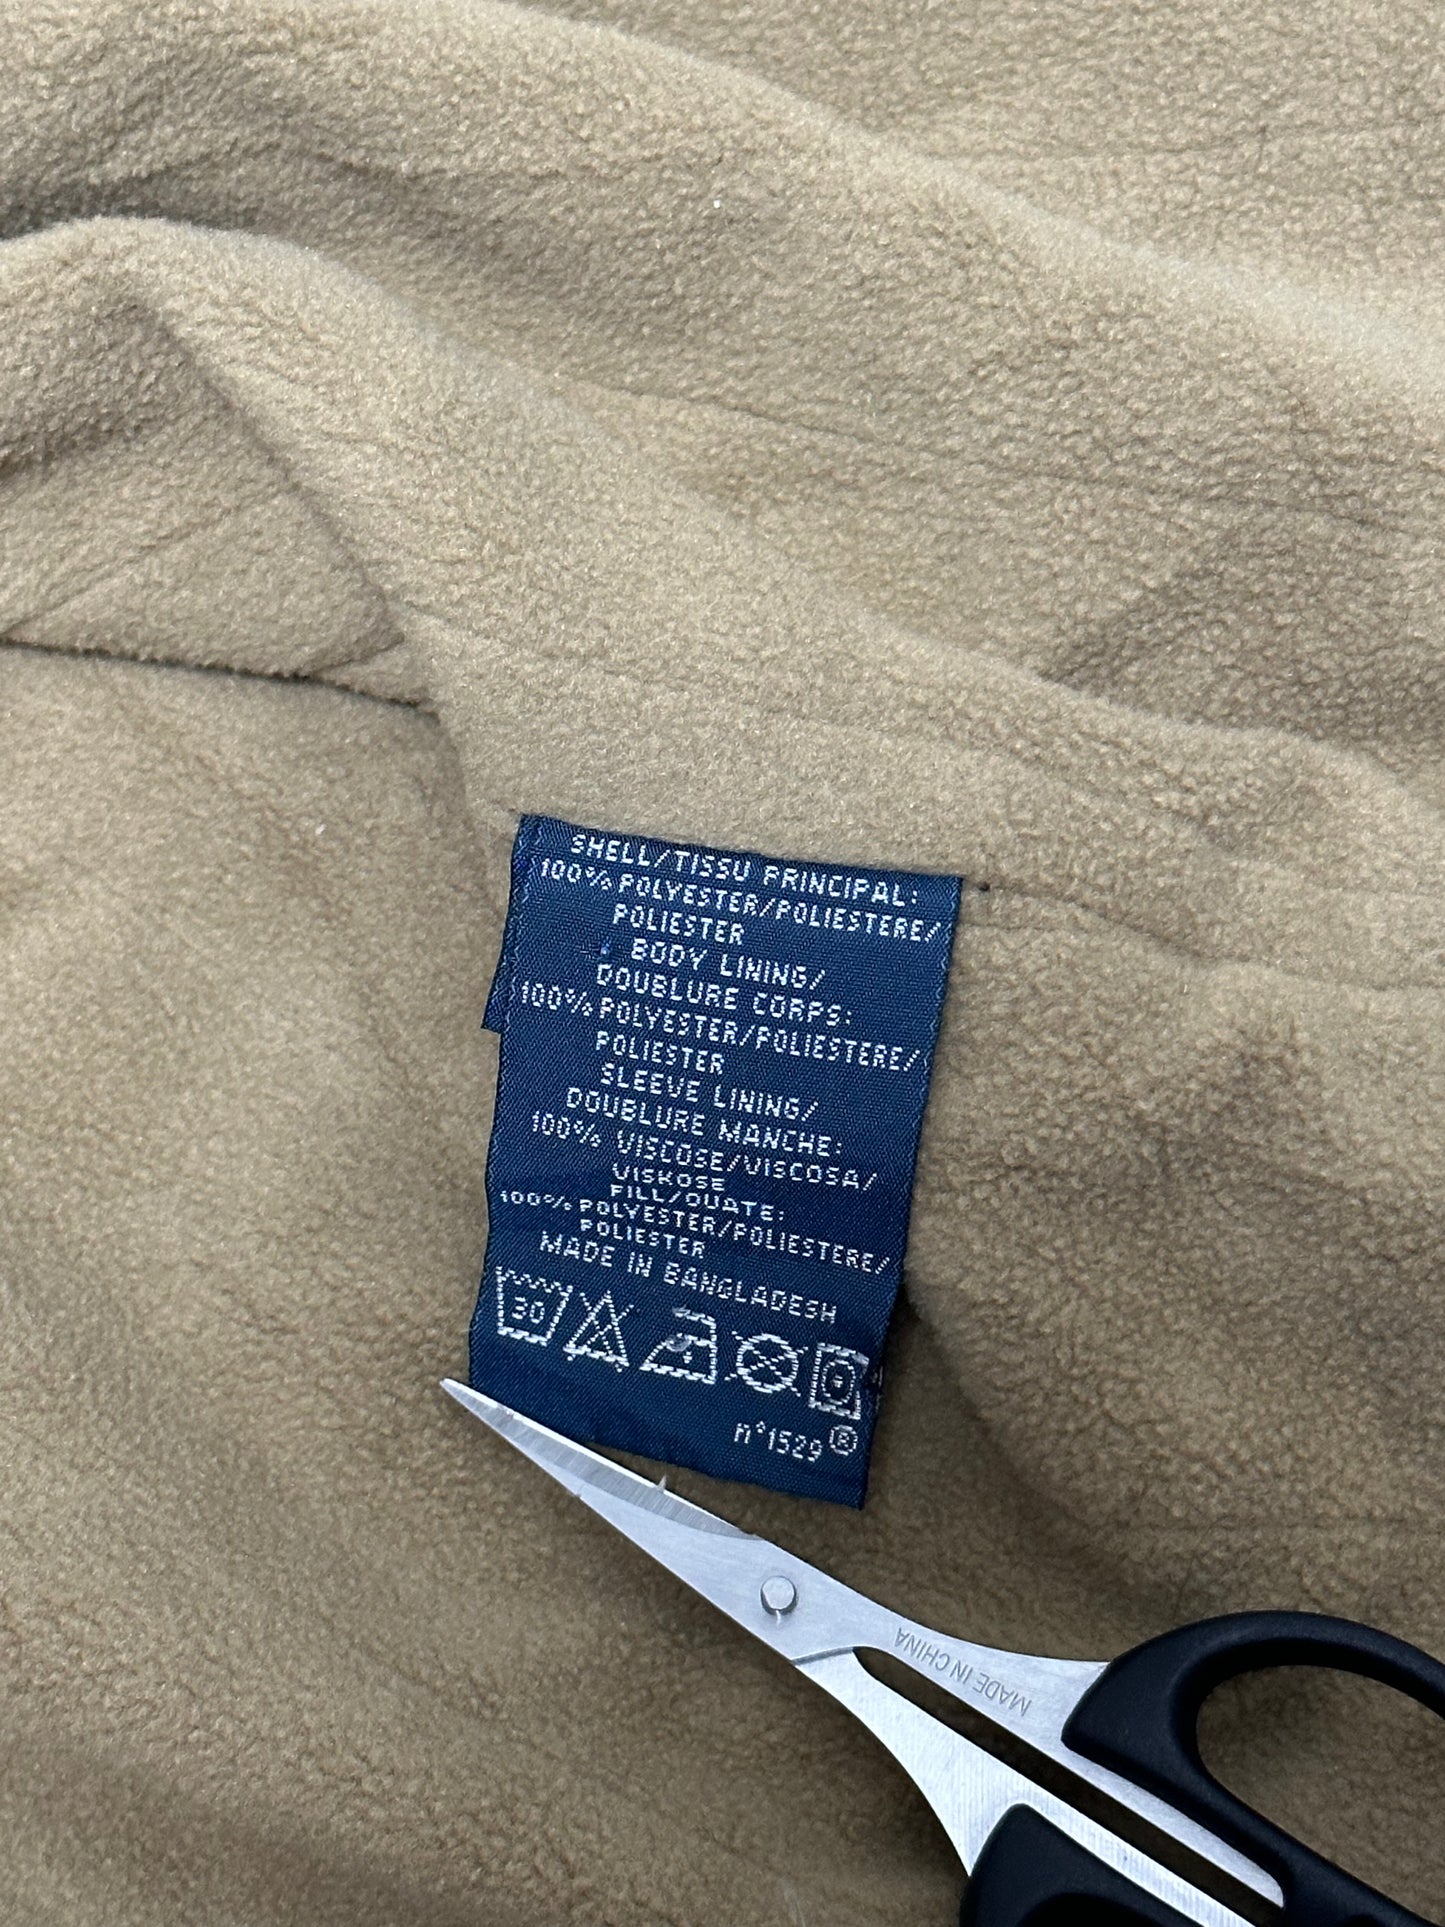 SHELL/TISSU PRINCIPAL:
100% POLYESTER/POLIESTERE/
POLIESTER
BODY LINING/
DOUBLURE CORPS:
100% POLYESTER/POLIESTERE/
POLIESTER
SLEEVE LINING/
DOUBLURE MANCHE:
100% VISCOSE/VISCOSA/
VISKOSE
FILL/OUATE:
100% POLYESTER/POLIESTERE/
POLIESTER
MADE IN BANGLADESH
30
n°1529®
MADE IN CHINA